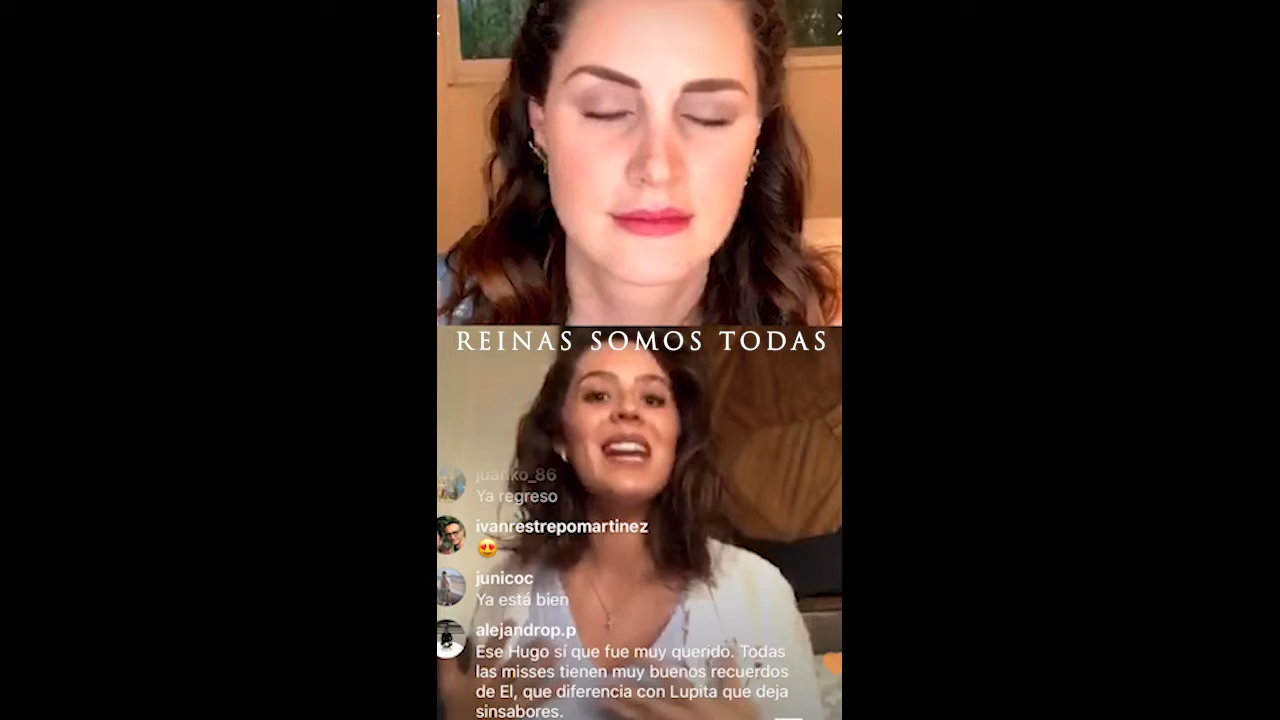 REINAS SOMOS TODAS
juanko_86
Ya regreso
ivanrestrepomartinez
😍
junicoc
Ya está bien
alejandrop.p
Ese Hugo sí que fue muy querido. Todas
las misses tienen muy buenos recuerdos
de El, que diferencia con Lupita que deja
sinsabores.